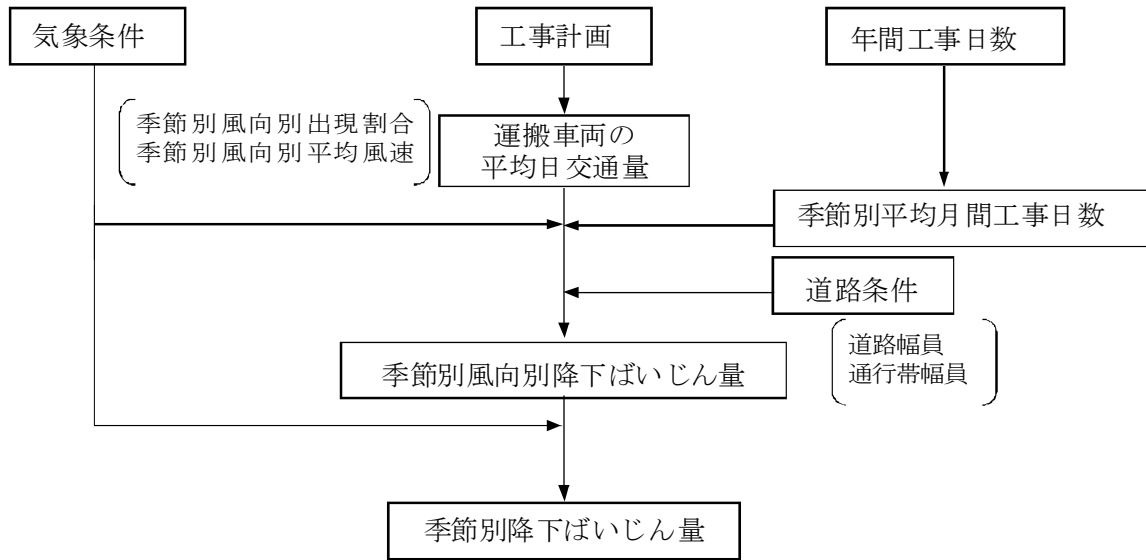 気象条件
工事計画
年間工事日数
季節別風向別出現割合
季節別風向別平均風速
運搬車両の
平均日交通量
季節別平均月間工事日数
道路条件
道路幅員
通行帯幅員
季節別風向別降下ばいじん量
季節別降下ばいじん量